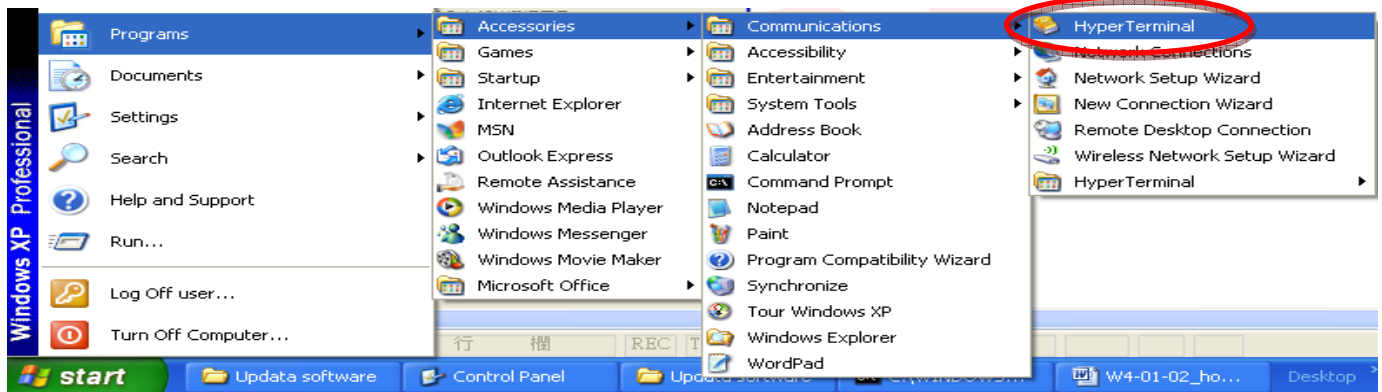 Windows XP Professional
Programs
Documents
Settings
Search
Help and Support
Run...
Log Off user...
Turn Off Computer...
Accessories
Games
Startup
Internet Explorer
MSN
Outlook Express
Remote Assistance
Windows Media Player
Windows Messenger
Windows Movie Maker
Microsoft Office
Communications
Accessibility
Entertainment
System Tools
Address Book
Calculator
Command Prompt
Notepad
Paint
Program Compatibility Wizard
Synchronize
Tour Windows XP
Windows Explorer
WordPad
HyperTerminal
Network Connections
Network Setup Wizard
New Connection Wizard
Remote Desktop Connection
Wireless Network Setup Wizard
HyperTerminal
行 欄 REC
start Updata software Control Panel Updata software W4-01-02_ho... Desktop